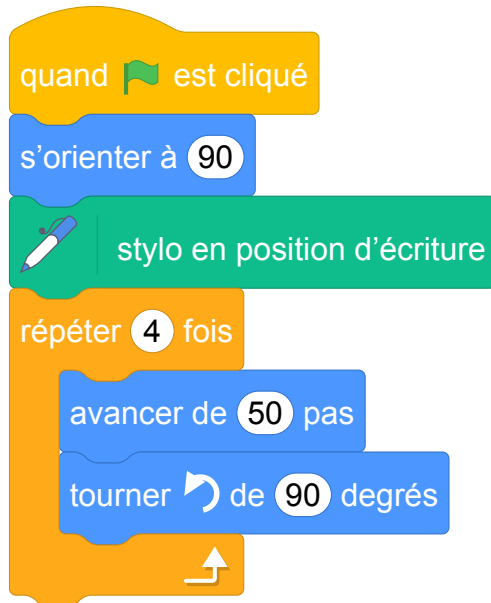 quand est cliqué
s’orienter à 90
stylo en position d’écriture
répéter 4 fois
avancer de 50 pas
tourner de 90 degrés